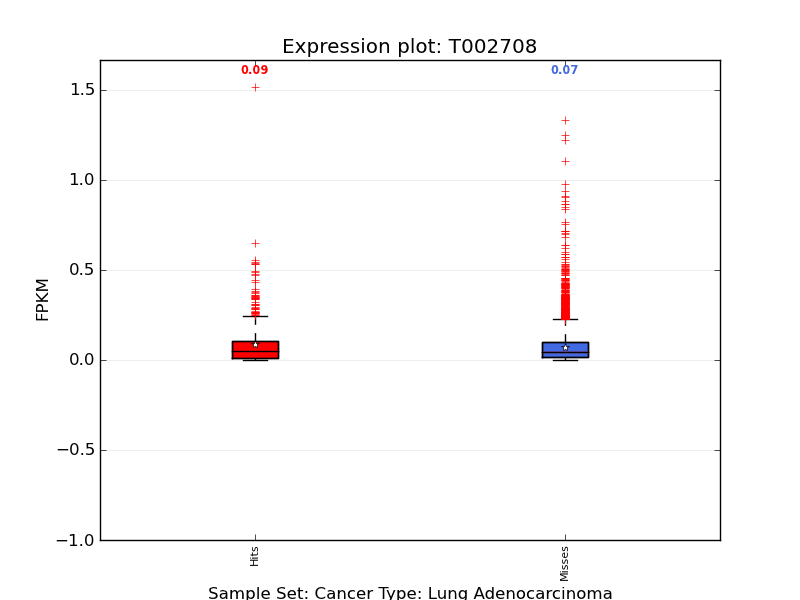 Expression plot: T002708
0.09 0.07
1.5
1.0
0.5
0.0
−0.5
−1.0
FPKM
Hits Misses
Sample Set: Cancer Type: Lung Adenocarcinoma